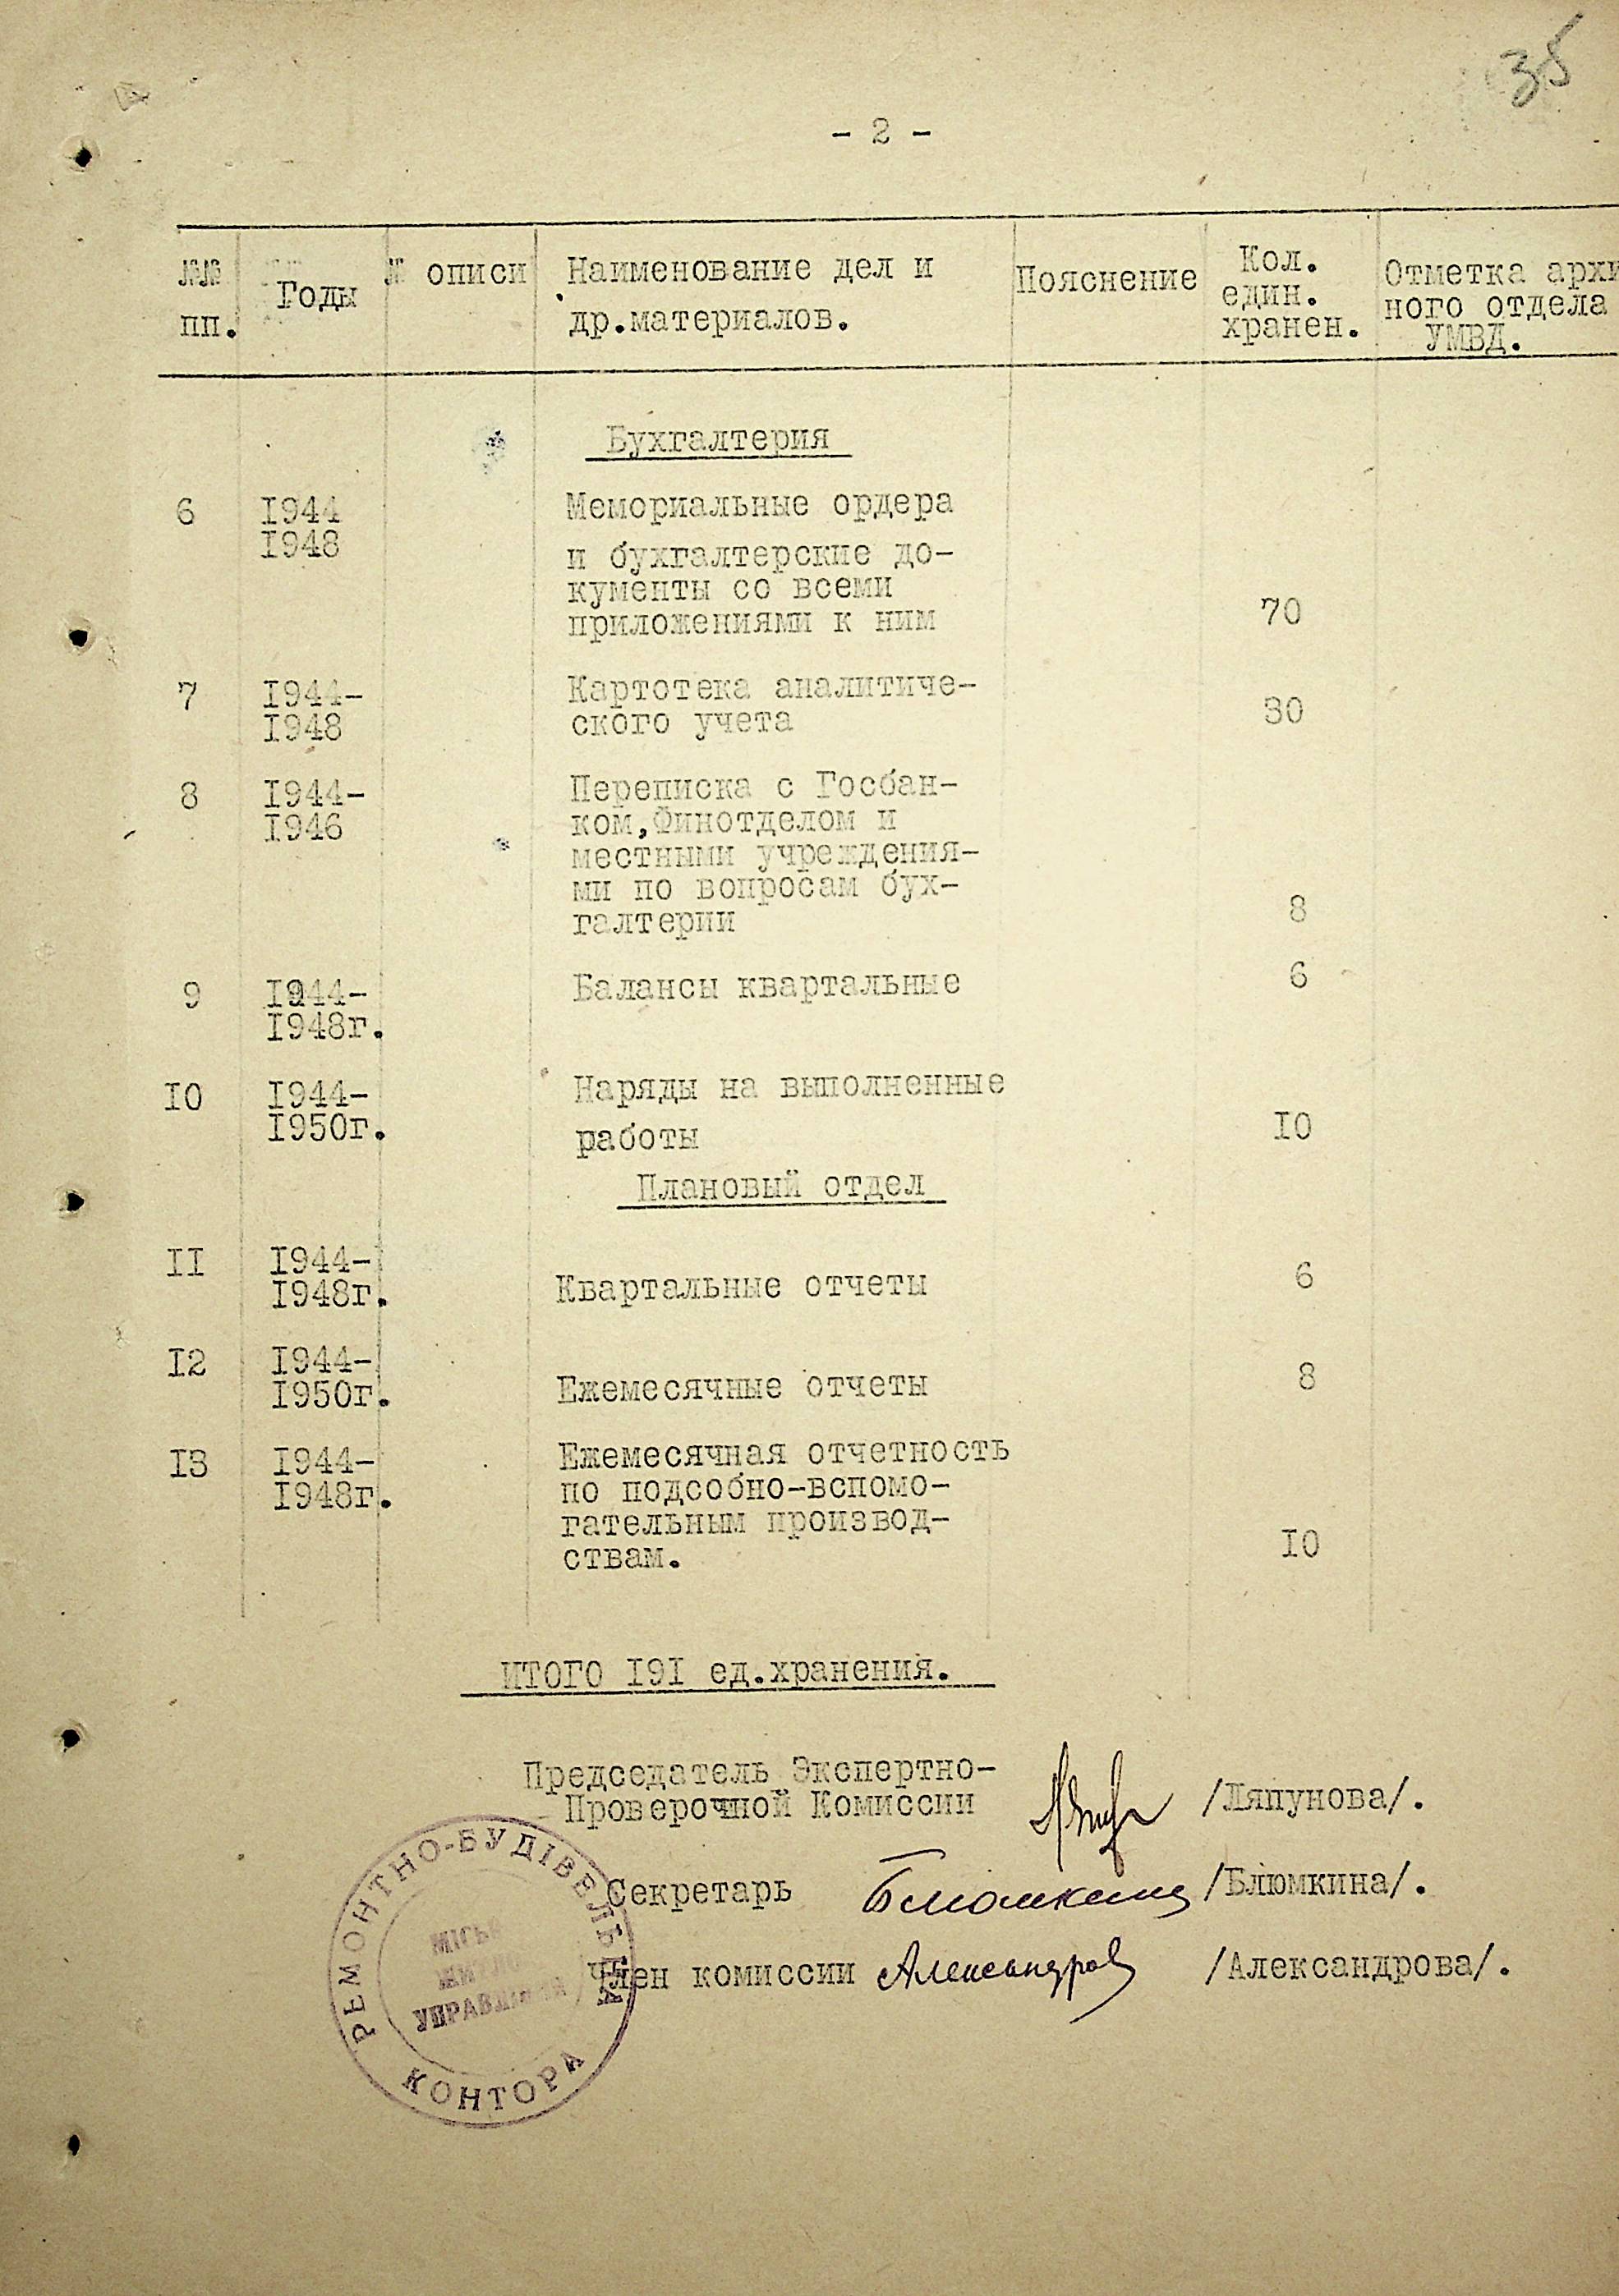 35
- 2 -
№№ пп. Годы № описи Наименование дел и др.материалов. Пояснение Кол. един. хранен. Отметка архи ного отдела УМВД.
Бухгалтерия
6 1944 Мемориальные ордера
1948 и бухгалтерские до-
кументы со всеми
приложениями к ним 70
7 1944- Картотека аналитиче-
1948 ского учета 30
8 1944- Переписка с Госбан-
1946 ком,Финотделом и
местными учреждения-
ми по вопросам бух-
галтерии 8
9 1944- Балансы квартальные 6
1948г.
10 1944- Наряды на выполненные
1950г. работы 10
Плановый отдел
11 1944-
1948г. Квартальные отчеты 6
12 1944-
1950г. Ежемесячные отчеты 8
13 1944- Ежемесячная отчетность
1948г. по подсобно-вспомо-
гательным производ-
ствам. 10
ИТОГО 191 ед.хранения.
Председатель Экспертно-
Проверочной Комиссии /Ляпунова/.
Секретарь Блюмкина /Блюмкина/.
Член комиссии Александров /Александрова/.
РЕМОНТНО-БУДІВЕЛЬНА
УПРАВЛІННЯ
КОНТОРА